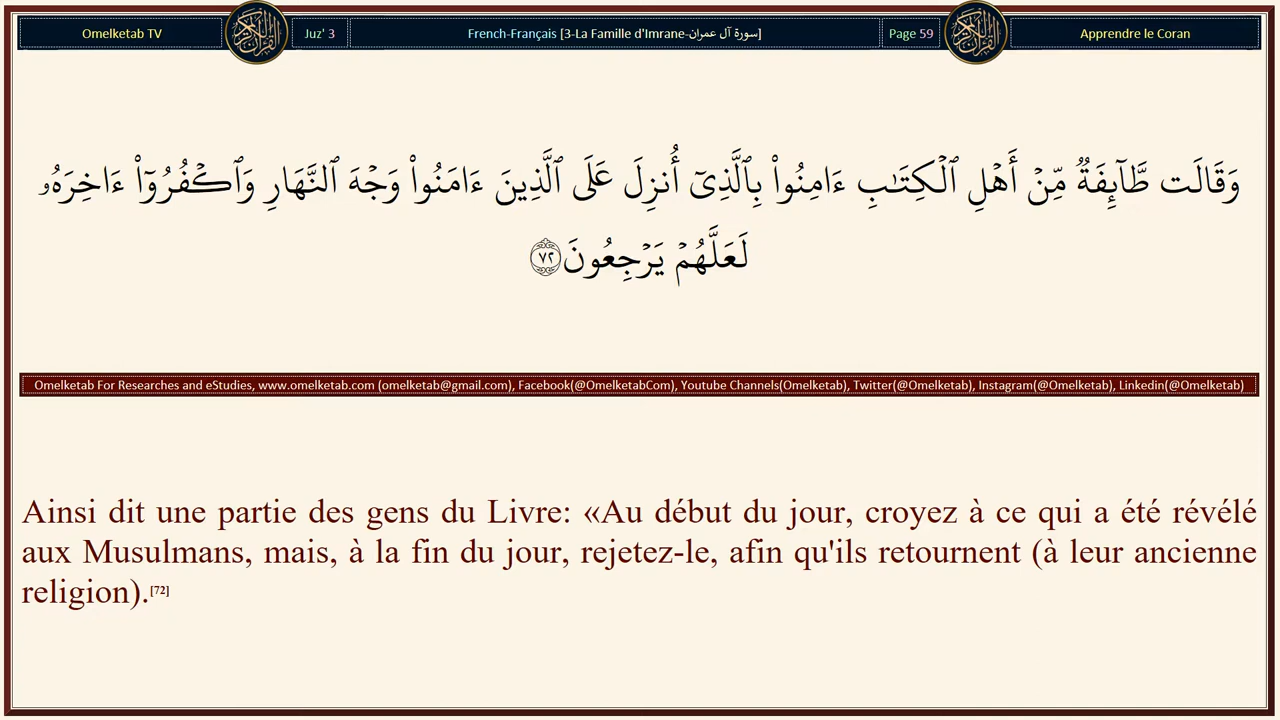 Omelketab TV
Juz' 3
French-Français [3-La Famille d'Imrane-سورة آل عمران]
Page 59
Apprendre le Coran
وَقَالَت طَّآئِفَةٞ مِّنۡ أَهۡلِ ٱلۡكِتَٰبِ ءَامِنُواْ بِٱلَّذِيٓ أُنزِلَ عَلَى ٱلَّذِينَ ءَامَنُواْ وَجۡهَ ٱلنَّهَارِ وَٱكۡفُرُوٓاْ ءَاخِرَهُۥ
لَعَلَّهُمۡ يَرۡجِعُونَ ٧٢
Omelketab For Researches and eStudies, www.omelketab.com (omelketab@gmail.com), Facebook(@OmelketabCom), Youtube Channels(Omelketab), Twitter(@Omelketab), Instagram(@Omelketab), Linkedin(@Omelketab)
Ainsi dit une partie des gens du Livre: «Au début du jour, croyez à ce qui a été révélé
aux Musulmans, mais, à la fin du jour, rejetez-le, afin qu'ils retournent (à leur ancienne
religion).[72]